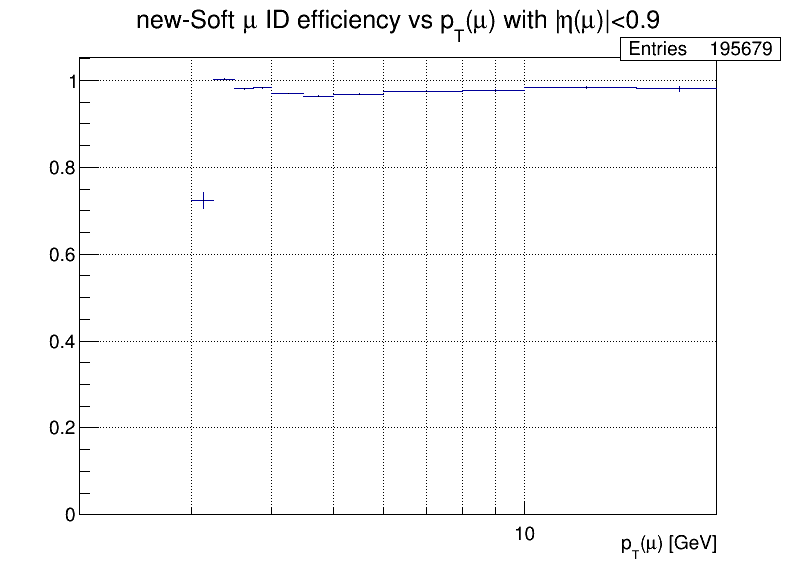 new-Soft μ ID efficiency vs p_T(μ) with |η(μ)|<0.9
Entries 195679
1
0.8
0.6
0.4
0.2
0
10
p_T(μ) [GeV]